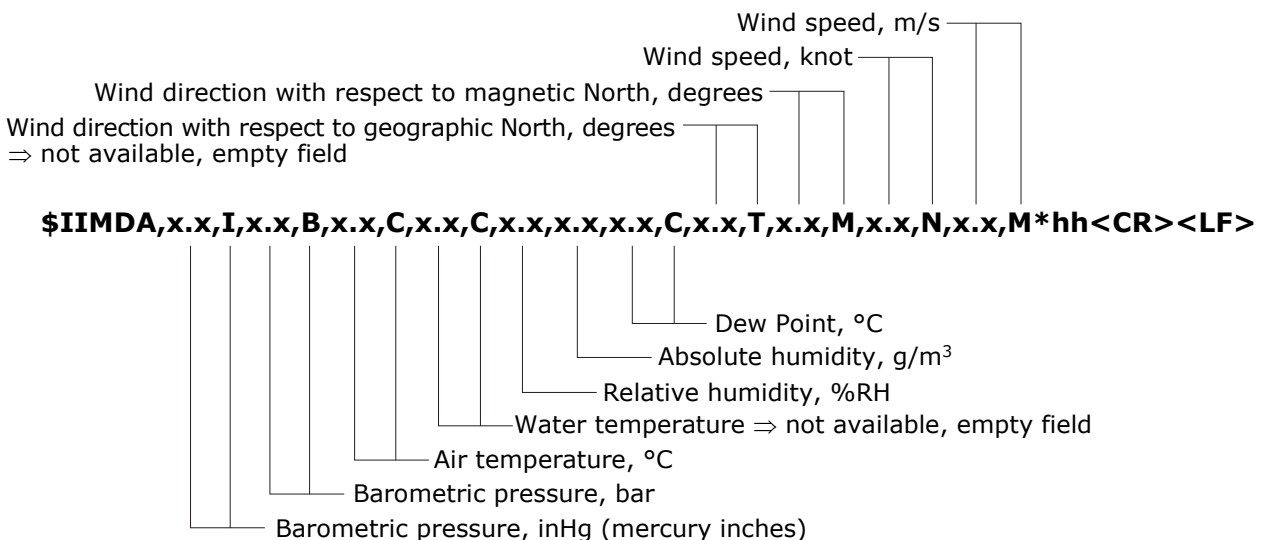 Wind speed, m/s
Wind speed, knot
Wind direction with respect to magnetic North, degrees
Wind direction with respect to geographic North, degrees
⇒ not available, empty field
$IIMDA,x.x,I,x.x,B,x.x,C,x.x,C,x.x,x.x,x.x,C,x.x,T,x.x,M,x.x,N,x.x,M*hh<CR><LF>
Dew Point, °C
Absolute humidity, g/m³
Relative humidity, %RH
Water temperature ⇒ not available, empty field
Air temperature, °C
Barometric pressure, bar
Barometric pressure, inHg (mercury inches)